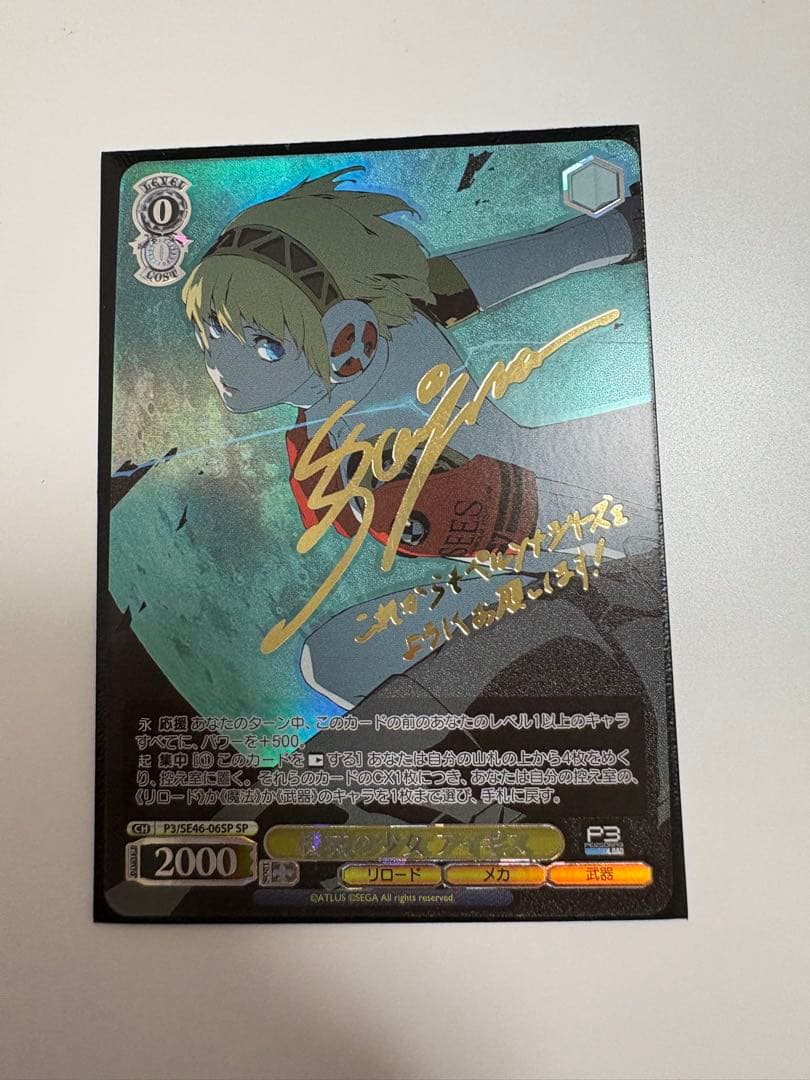 LEVEL
0
0
COST
SEES
これからもペルソナシリーズを
よろしくお願いします!
永 応援 あなたのターン中、このカードの前のあなたのレベル1以上のキャラ
すべてに、パワーを+500。
起 集中 [① このカードを する] あなたは自分の山札の上から4枚をめく
り、控え室に置く。それらのカードのCX1枚につき、あなたは自分の控え室の、
《リロード》か《魔法》か《武器》のキャラを1枚まで選び、手札に戻す。
CH P3/SE46-06SP SP
2000
少女 アイギス
P3
リロード メカ 武器
©ATLUS ©SEGA All rights reserved.